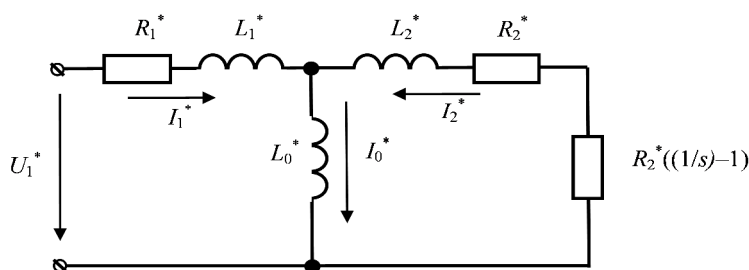 R₁* L₁* L₂* R₂*
I₁* I₂*
U₁* L₀* I₀* R₂*((1/s)–1)